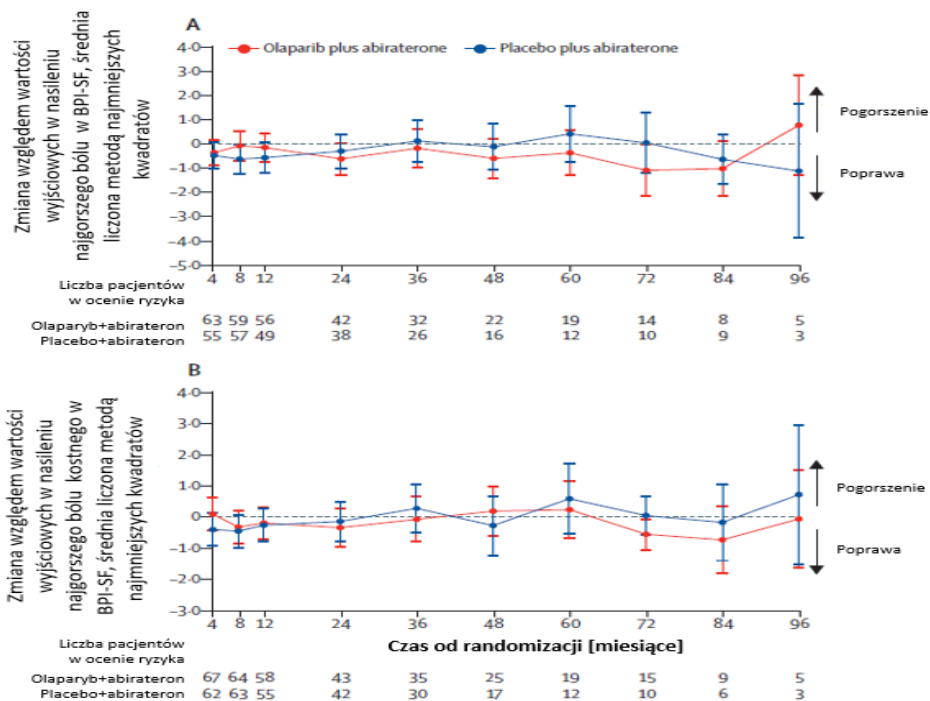 A
Zmiana względem wartości
wyjściowych w nasileniu
najgorszego bólu w BPI-SF, średnia
liczona metodą najmniejszych
kwadratów
Olaparib plus abiraterone
Placebo plus abiraterone
4·0
3·0
2·0
1·0
0
–1·0
–2·0
–3·0
–4·0
–5·0
Pogorszenie
Poprawa
4 8 12 24 36 48 60 72 84 96
Liczba pacjentów
w ocenie ryzyka
Olaparyb+abirateron 63 59 56 42 32 22 19 14 8 5
Placebo+abirateron 55 57 49 38 26 16 12 10 9 3
B
Zmiana względem wartości
wyjściowych w nasileniu
najgorszego bólu kostnego w
BPI-SF, średnia liczona metodą
najmniejszych kwadratów
4·0
3·0
2·0
1·0
0
–1·0
–2·0
–3·0
Pogorszenie
Poprawa
4 8 12 24 36 48 60 72 84 96
Czas od randomizacji [miesiące]
Liczba pacjentów
w ocenie ryzyka
Olaparyb+abirateron 67 64 58 43 35 25 19 15 9 5
Placebo+abirateron 62 63 55 42 30 17 12 10 6 3